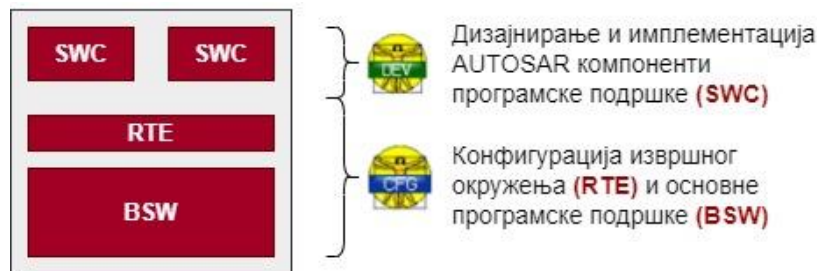 SWC
SWC
RTE
BSW
DEV
Дизајнирање и имплементација
AUTOSAR компоненти
програмске подршке (SWC)
CFG
Конфигурација извршног
окружења (RTE) и основне
програмске подршке (BSW)